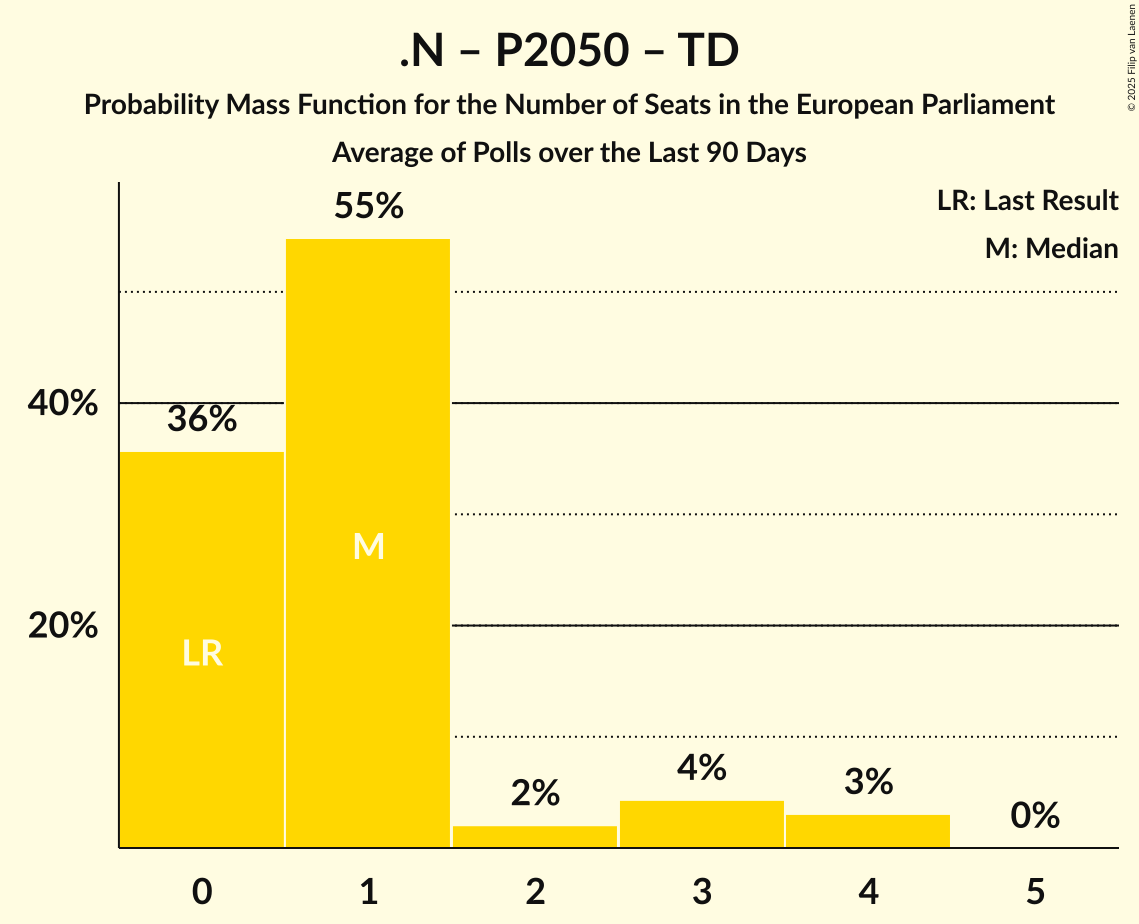 .N – P2050 – TD
Probability Mass Function for the Number of Seats in the European Parliament
Average of Polls over the Last 90 Days
© 2025 Filip van Laenen
LR: Last Result
M: Median
55%
40%
36%
M
20%
LR
2%
4%
3%
0%
0 1 2 3 4 5